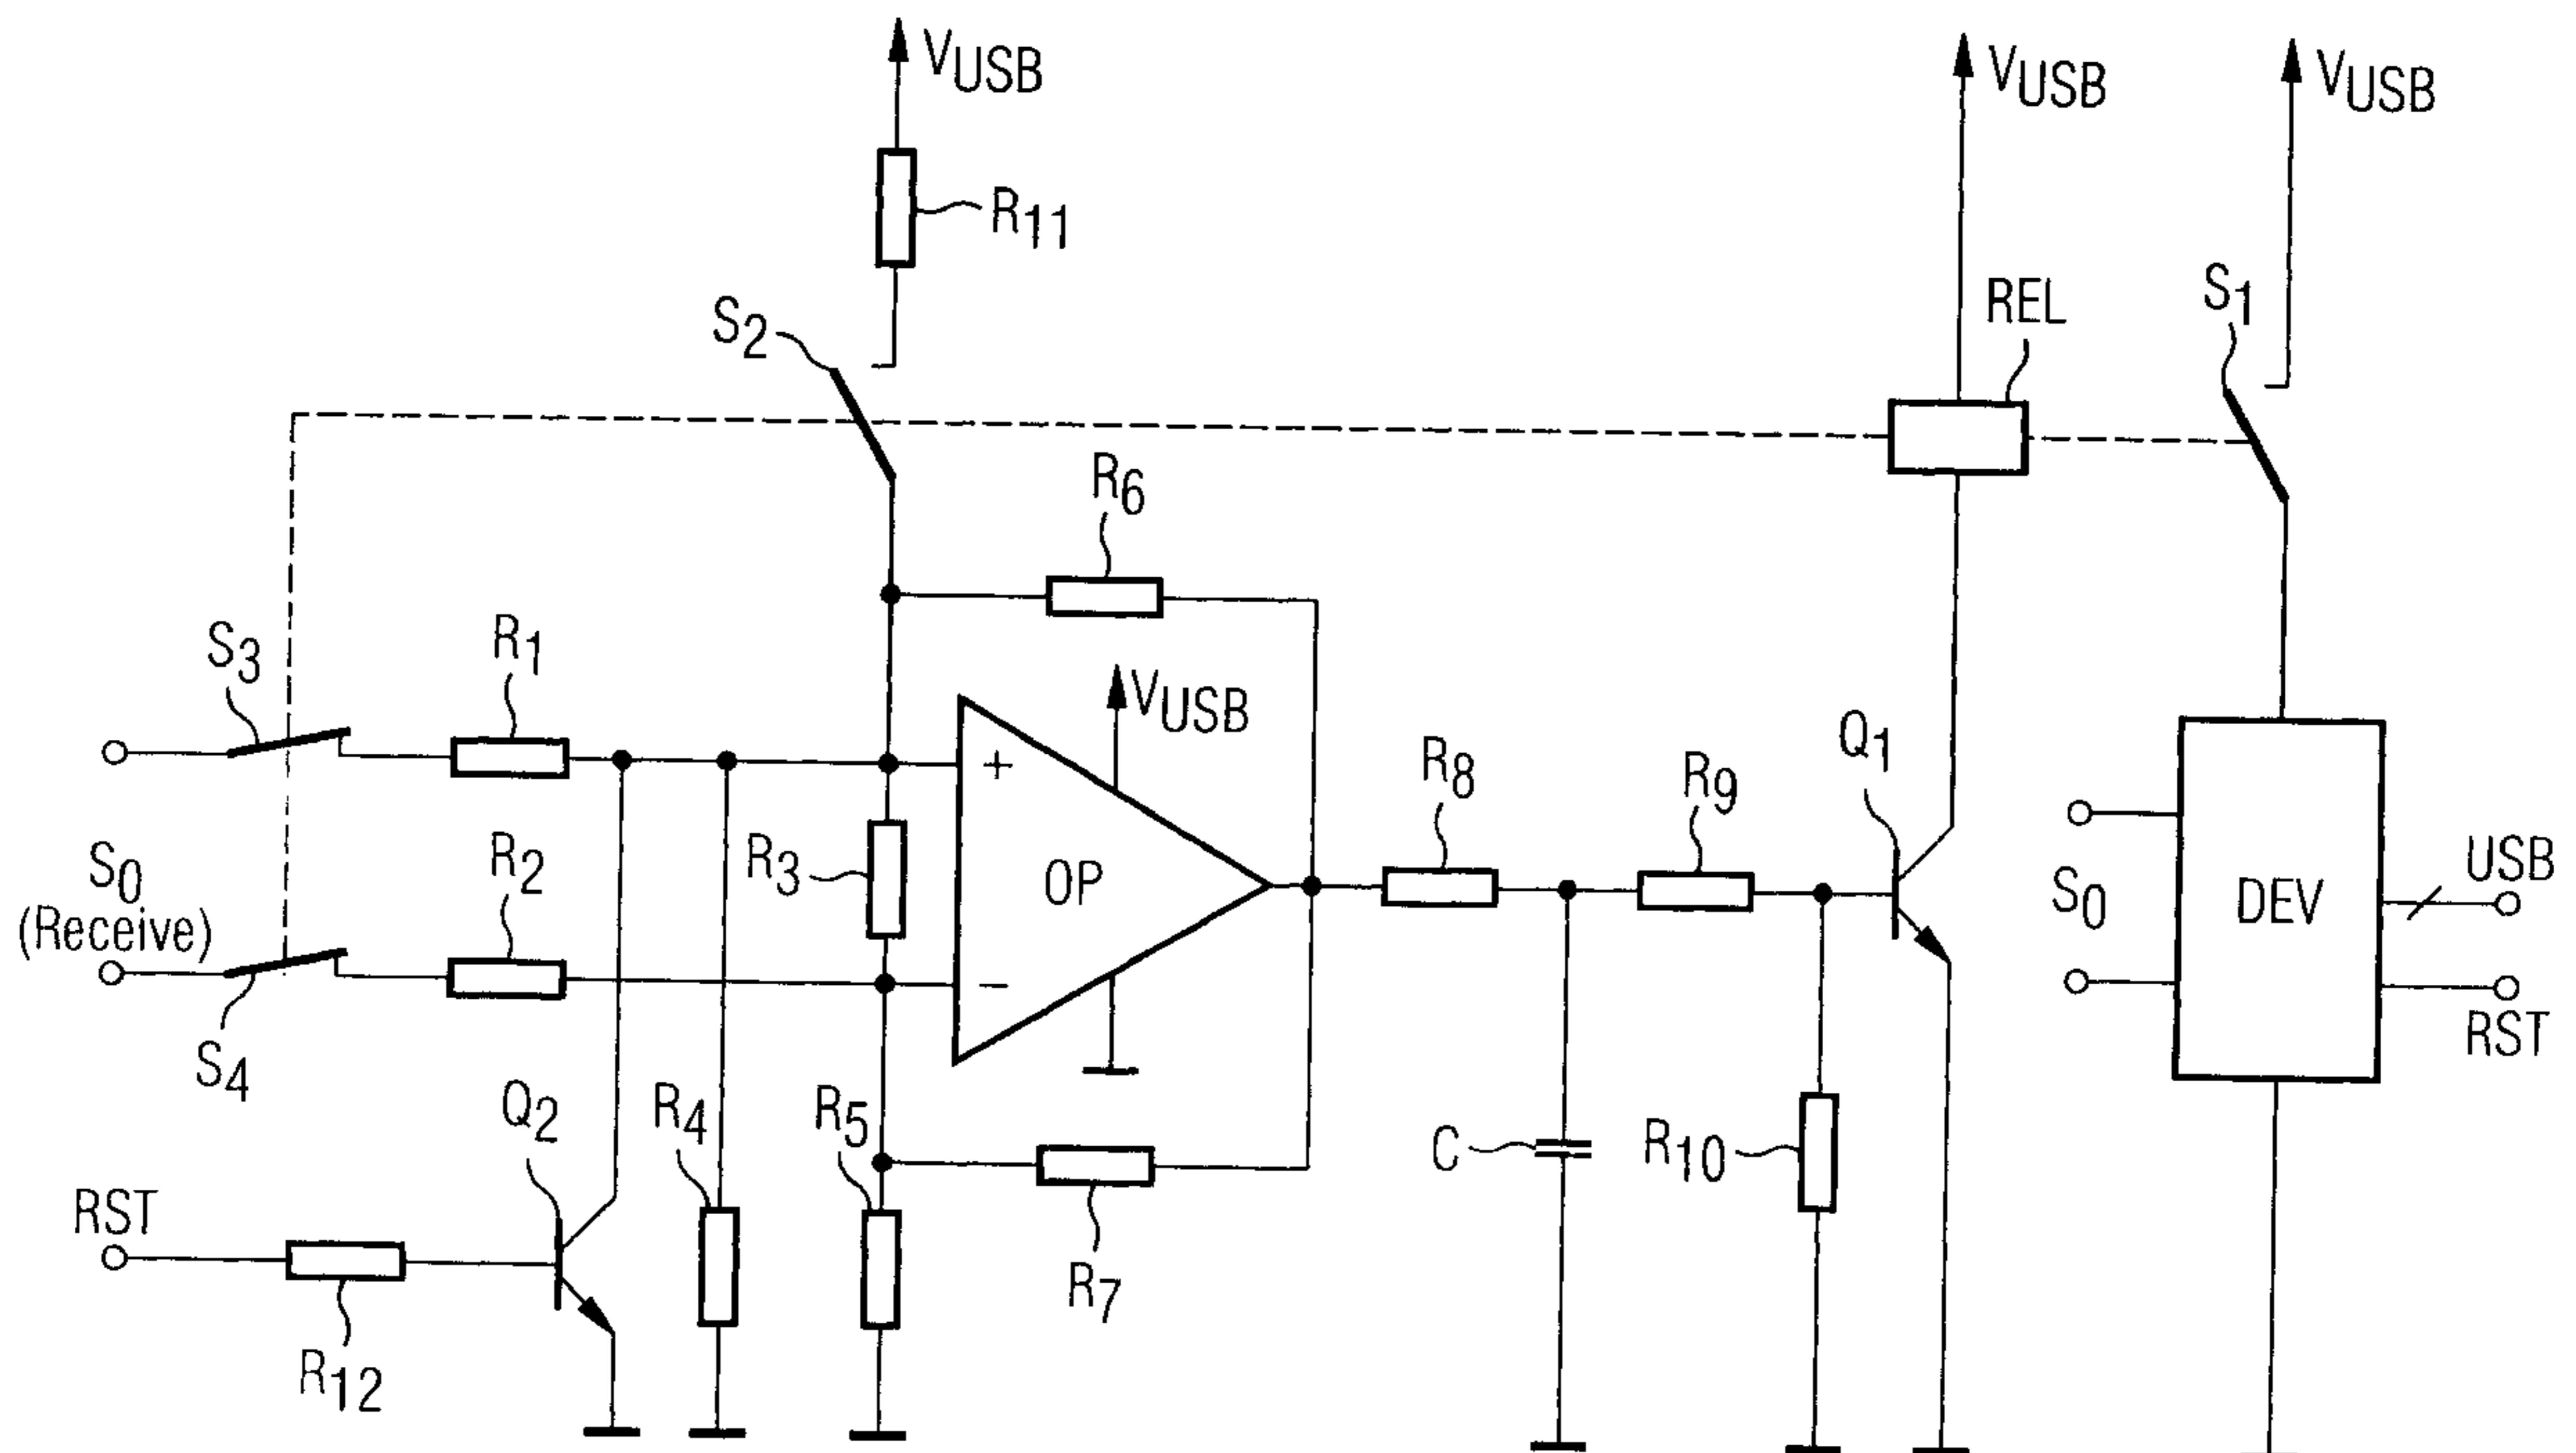 VUSB
VUSB
VUSB
R11
S2
REL
S1
R6
S3
R1
VUSB
Q1
R8
R9
+
R3
OP
S0
(Receive)
R2
−
S0
DEV
USB
RST
S4
Q2
R4
R5
C
R10
R7
RST
R12